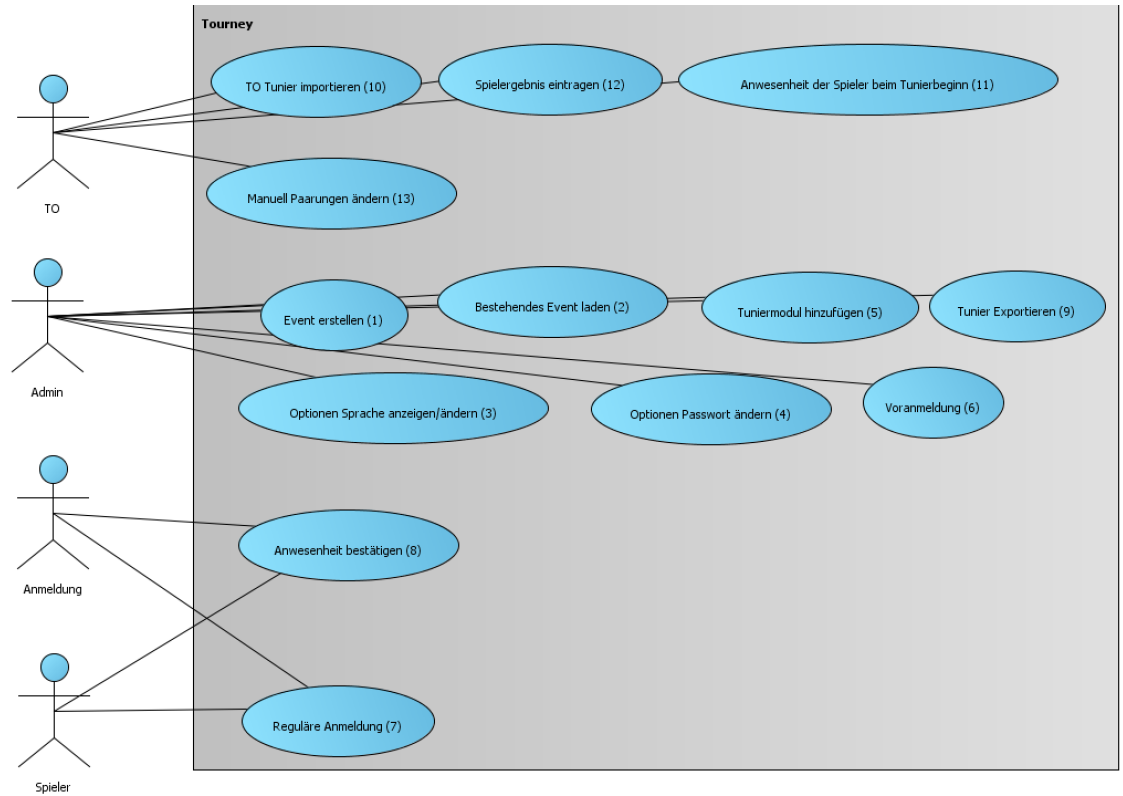 Tourney
TO Tunier importieren (10)
Spielergebnis eintragen (12)
Anwesenheit der Spieler beim Tunierbeginn (11)
Manuell Paarungen ändern (13)
TO
Event erstellen (1)
Bestehendes Event laden (2)
Tuniermodul hinzufügen (5)
Tunier Exportieren (9)
Admin
Optionen Sprache anzeigen/ändern (3)
Optionen Passwort ändern (4)
Voranmeldung (6)
Anwesenheit bestätigen (8)
Anmeldung
Reguläre Anmeldung (7)
Spieler